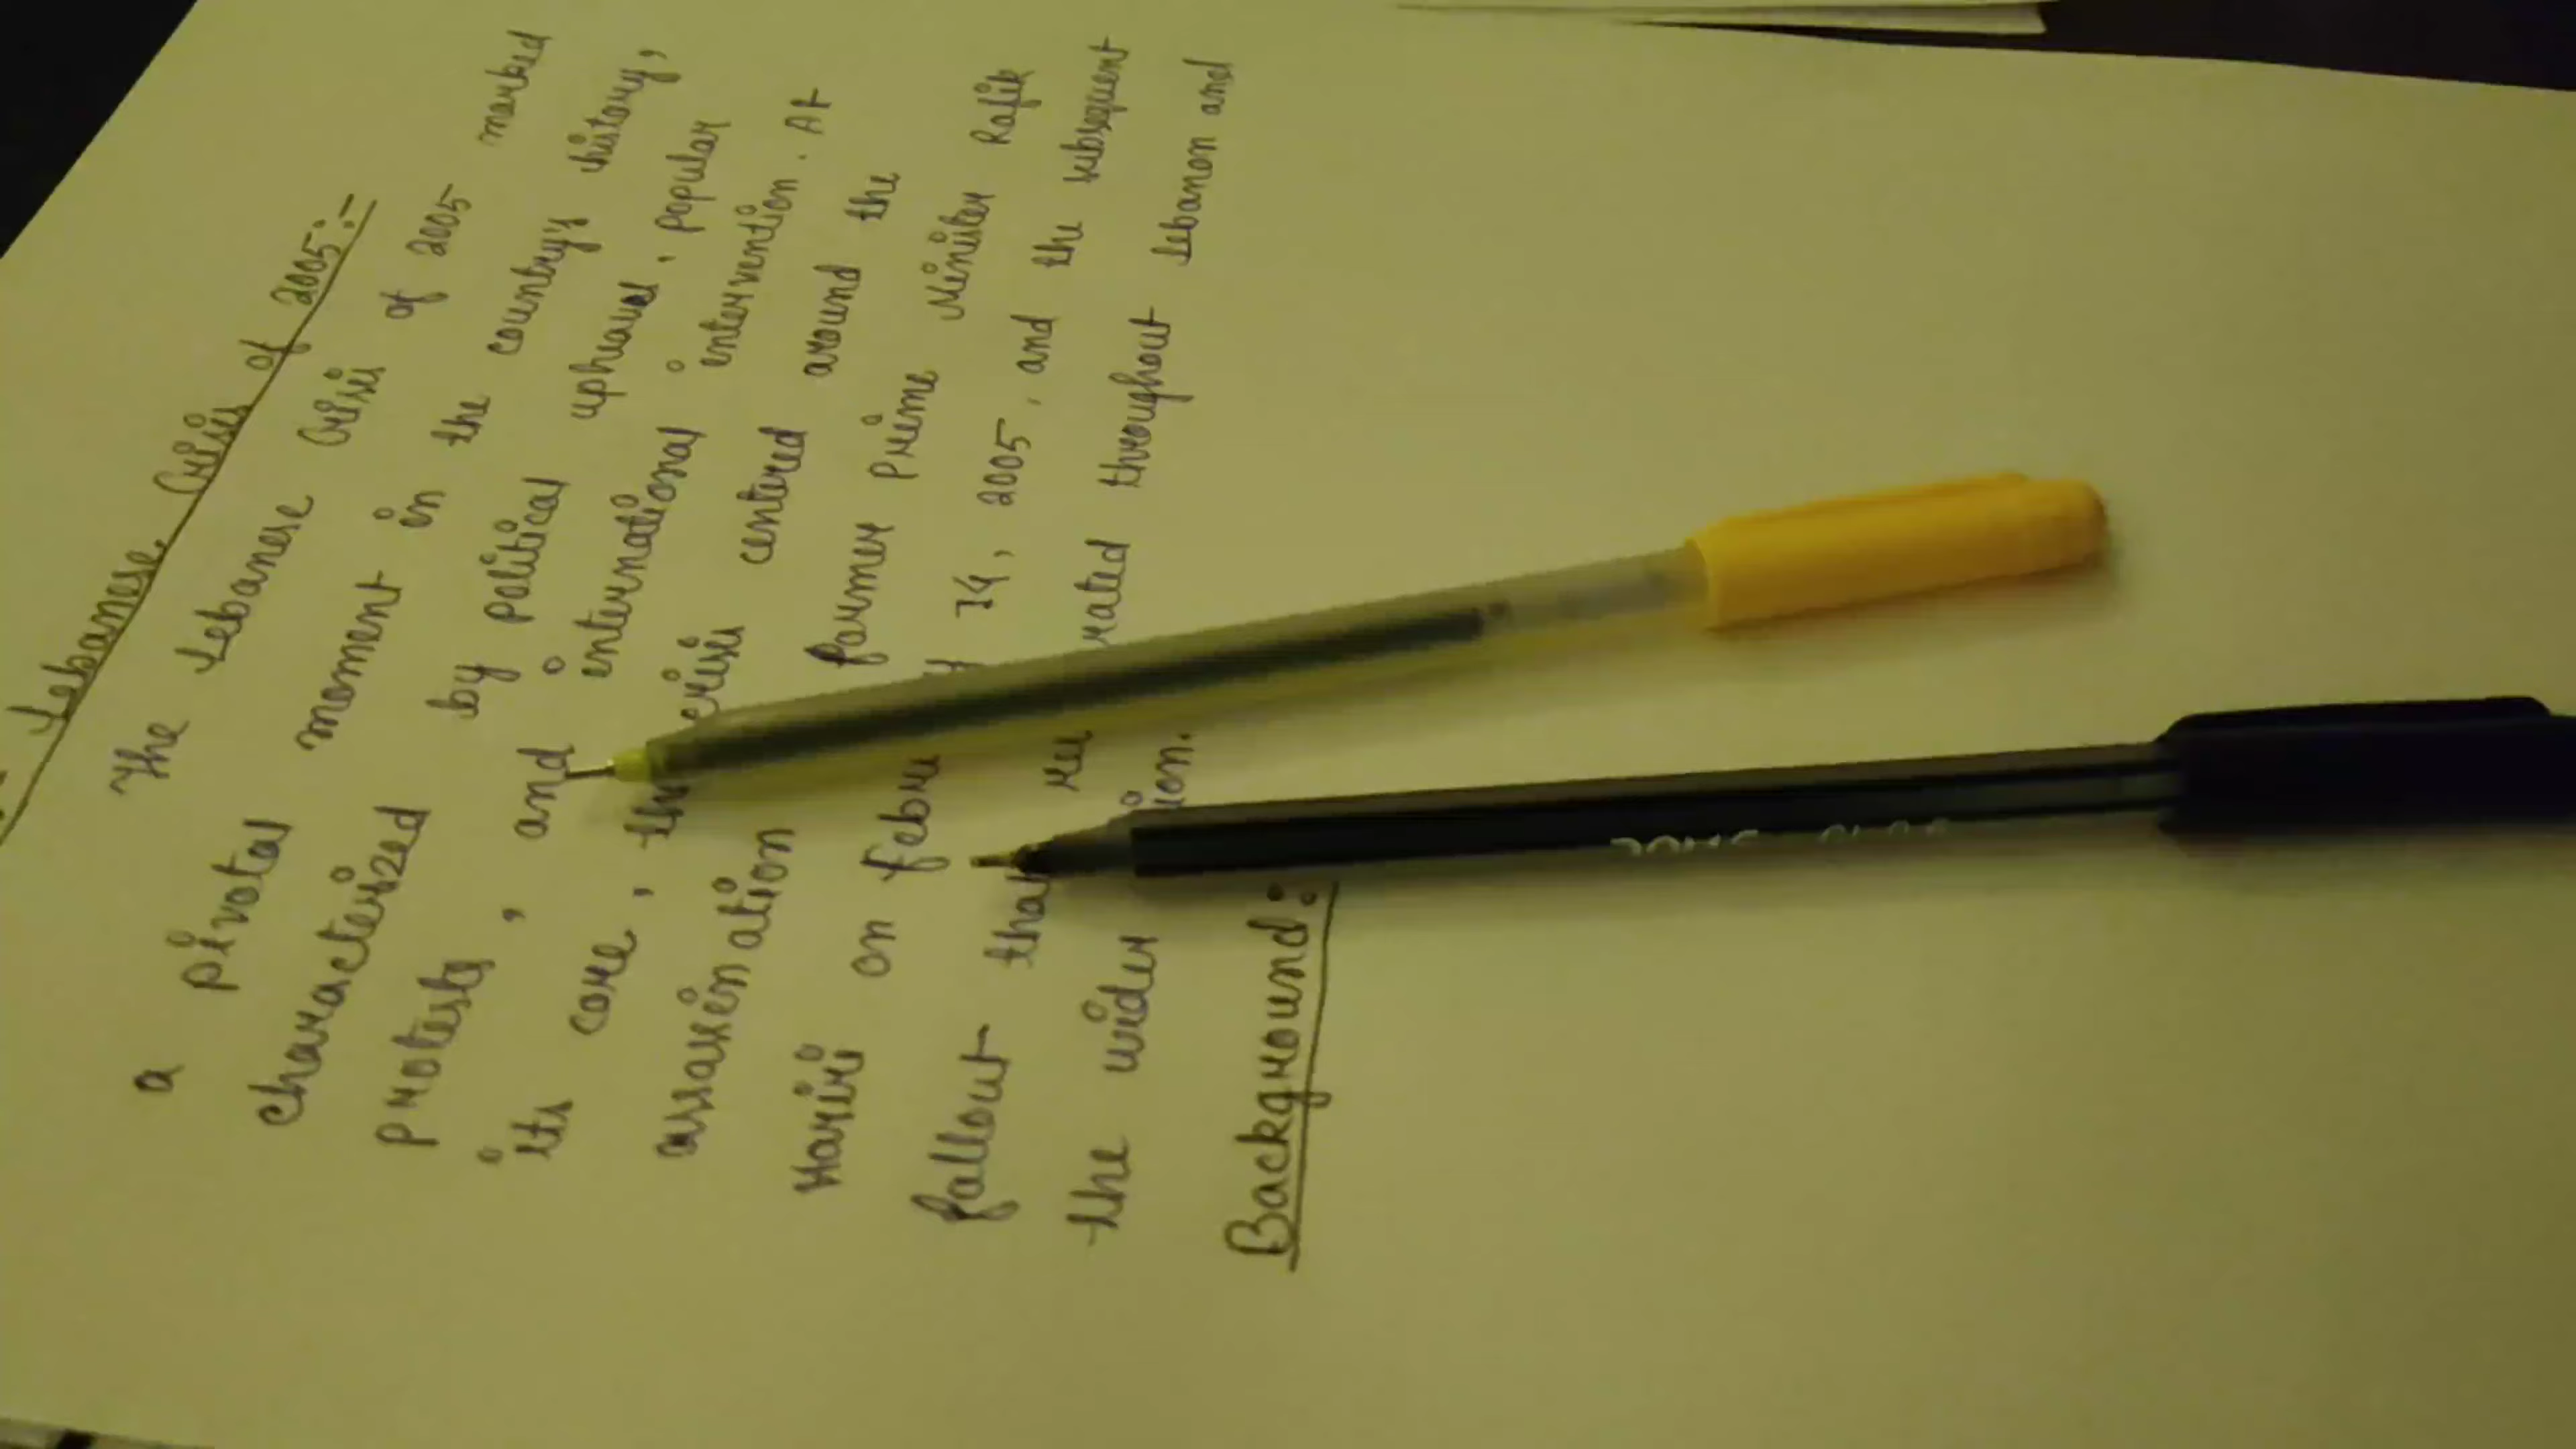 Lebanese Crisis of 2005:-
The Lebanese Crisis of 2005 marked
a pivotal moment in the country's history,
characterized by political upheaval, popular
protests, and international intervention. At
its core, the crisis centered around the
assassination former Prime Minister Rafik
Hariri on 14, 2005, and the subsequent
fallout throughout Lebanon and
the wider
Background: